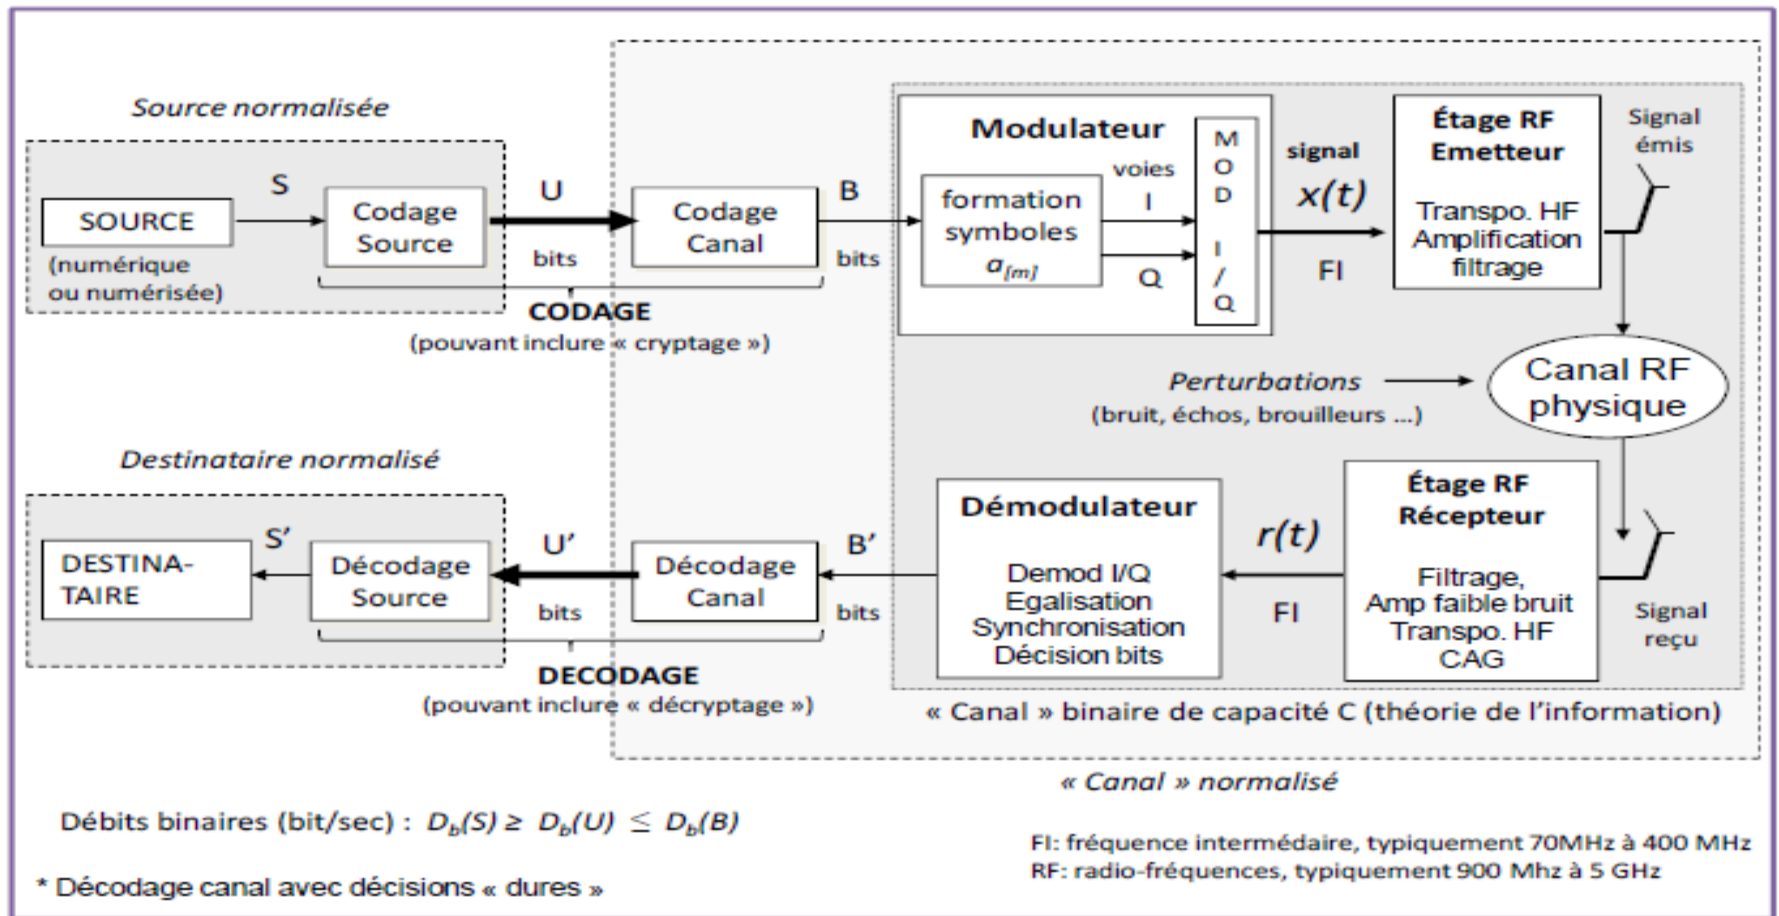 Source normalisée
SOURCE
(numérique
ou numérisée)
S
Codage
Source
U
bits
Codage
Canal
B
bits
CODAGE
(pouvant inclure « cryptage »)
Modulateur
formation
symboles
a[m]
voies
I
Q
M
O
D
I
/
Q
signal
x(t)
FI
Étage RF
Emetteur
Transpo. HF
Amplification
filtrage
Signal
émis
Perturbations
(bruit, échos, brouilleurs ...)
Canal RF
physique
Destinataire normalisé
DESTINA-
TAIRE
S'
Décodage
Source
U'
bits
Décodage
Canal
B'
bits
DECODAGE
(pouvant inclure « décryptage »)
Démodulateur
Demod I/Q
Egalisation
Synchronisation
Décision bits
r(t)
FI
Étage RF
Récepteur
Filtrage,
Amp faible bruit
Transpo. HF
CAG
Signal
reçu
« Canal » binaire de capacité C (théorie de l'information)
« Canal » normalisé
Débits binaires (bit/sec) : Db(S) ≥ Db(U) ≤ Db(B)
* Décodage canal avec décisions « dures »
FI: fréquence intermédaire, typiquement 70MHz à 400 MHz
RF: radio-fréquences, typiquement 900 Mhz à 5 GHz